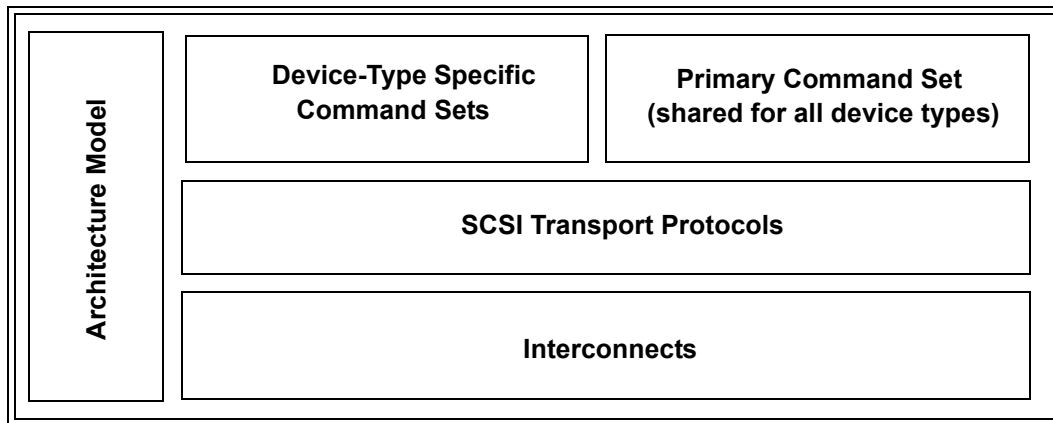 Architecture Model
Device-Type Specific
Command Sets
Primary Command Set
(shared for all device types)
SCSI Transport Protocols
Interconnects